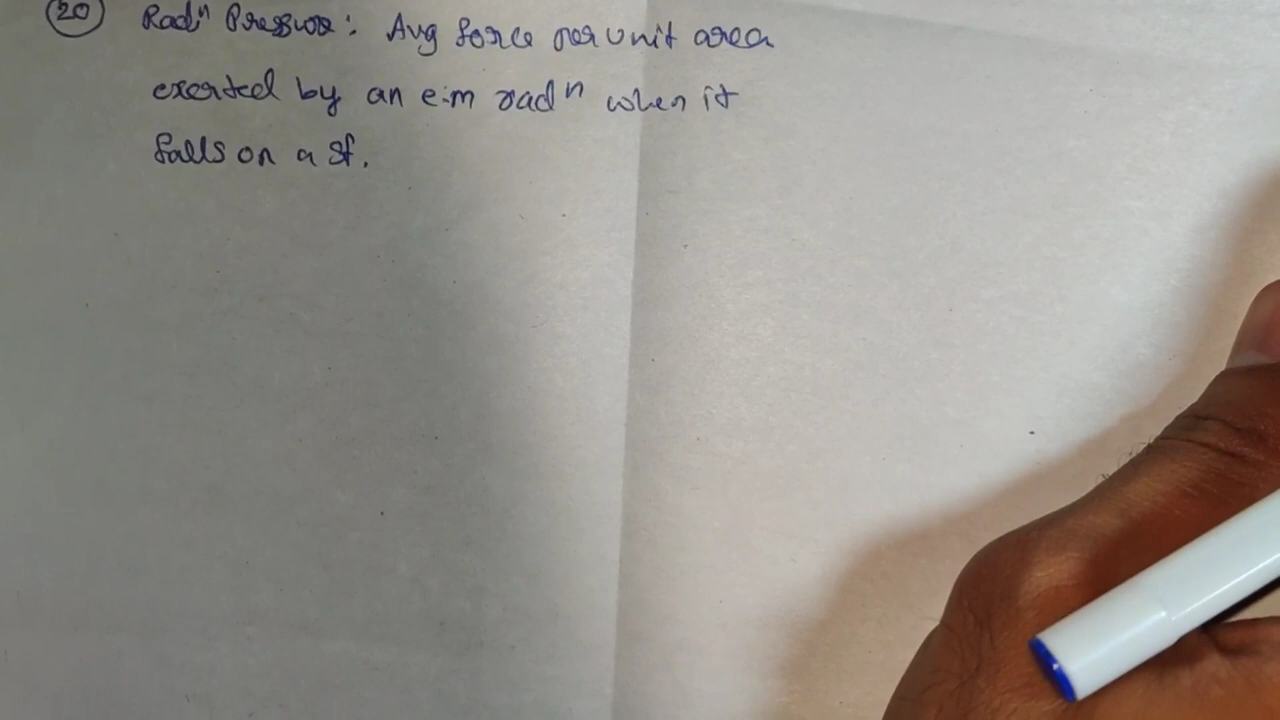 20 Radⁿ Pressure: Avg force per unit area
exerted by an e.m radⁿ when it
falls on a sf.